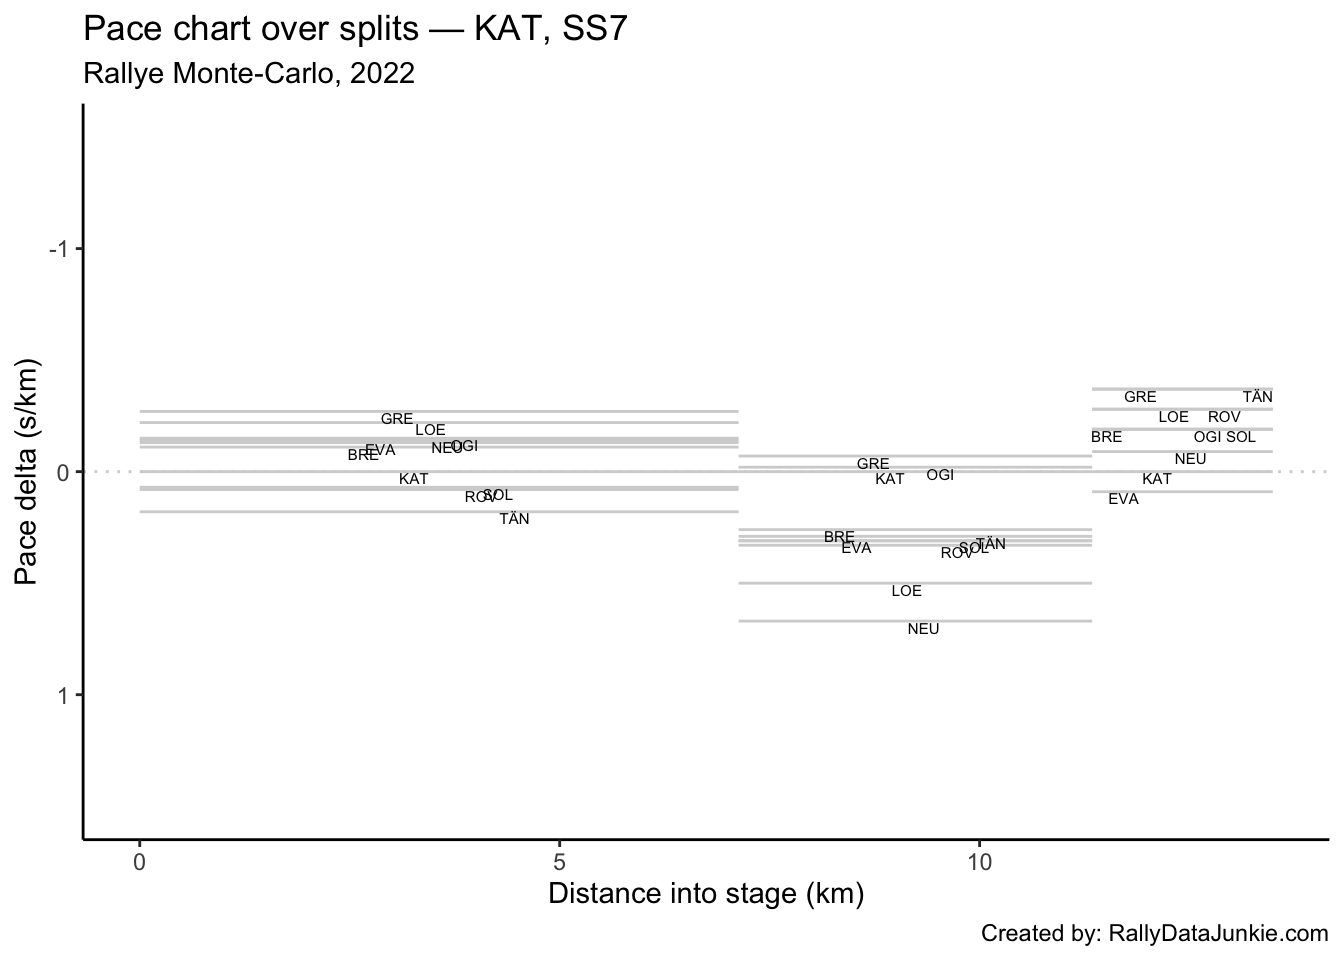 Pace chart over splits — KAT, SS7
Rallye Monte-Carlo, 2022
Pace delta (s/km)
-1
0
1
GRE
LOE
NEU OGI
EVA
BRE
KAT
ROV SOL
TÄN
GRE
KAT OGI
BRE
EVA ROV SOL TÄN
LOE
NEU
GRE TÄN
LOE ROV
BRE OGI SOL
NEU
KAT
EVA
0 5 10
Distance into stage (km)
Created by: RallyDataJunkie.com